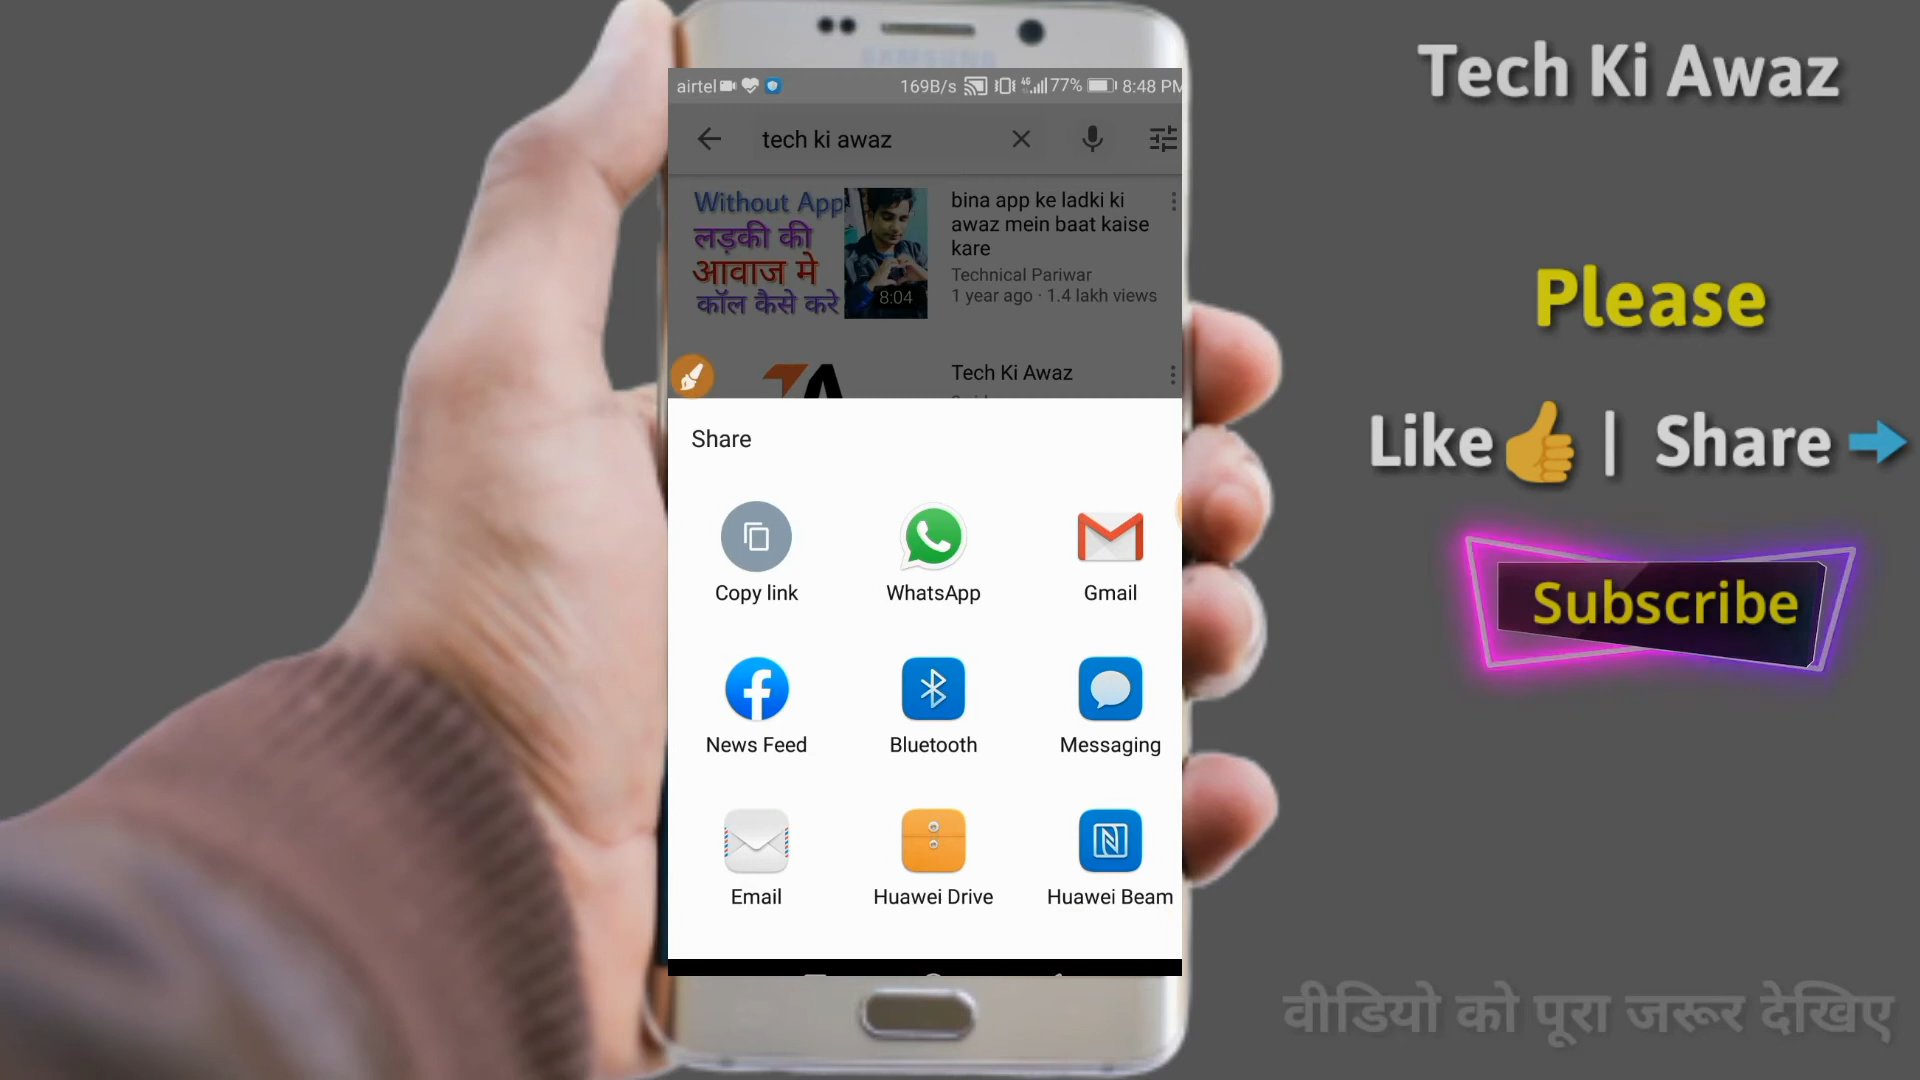 SAMSUNG
airtel
169B/s 4G 77% 8:48 PM
tech ki awaz
Without App
लड़की की
आवाज मे
कॉल कैसे करे
8:04
bina app ke ladki ki
awaz mein baat kaise
kare
Technical Pariwar
1 year ago · 1.4 lakh views
Tech Ki Awaz
Share
Copy link
WhatsApp
Gmail
News Feed
Bluetooth
Messaging
Email
Huawei Drive
Huawei Beam
Tech Ki Awaz
Please
Like | Share
Subscribe
वीडियो को पूरा जरूर देखिए